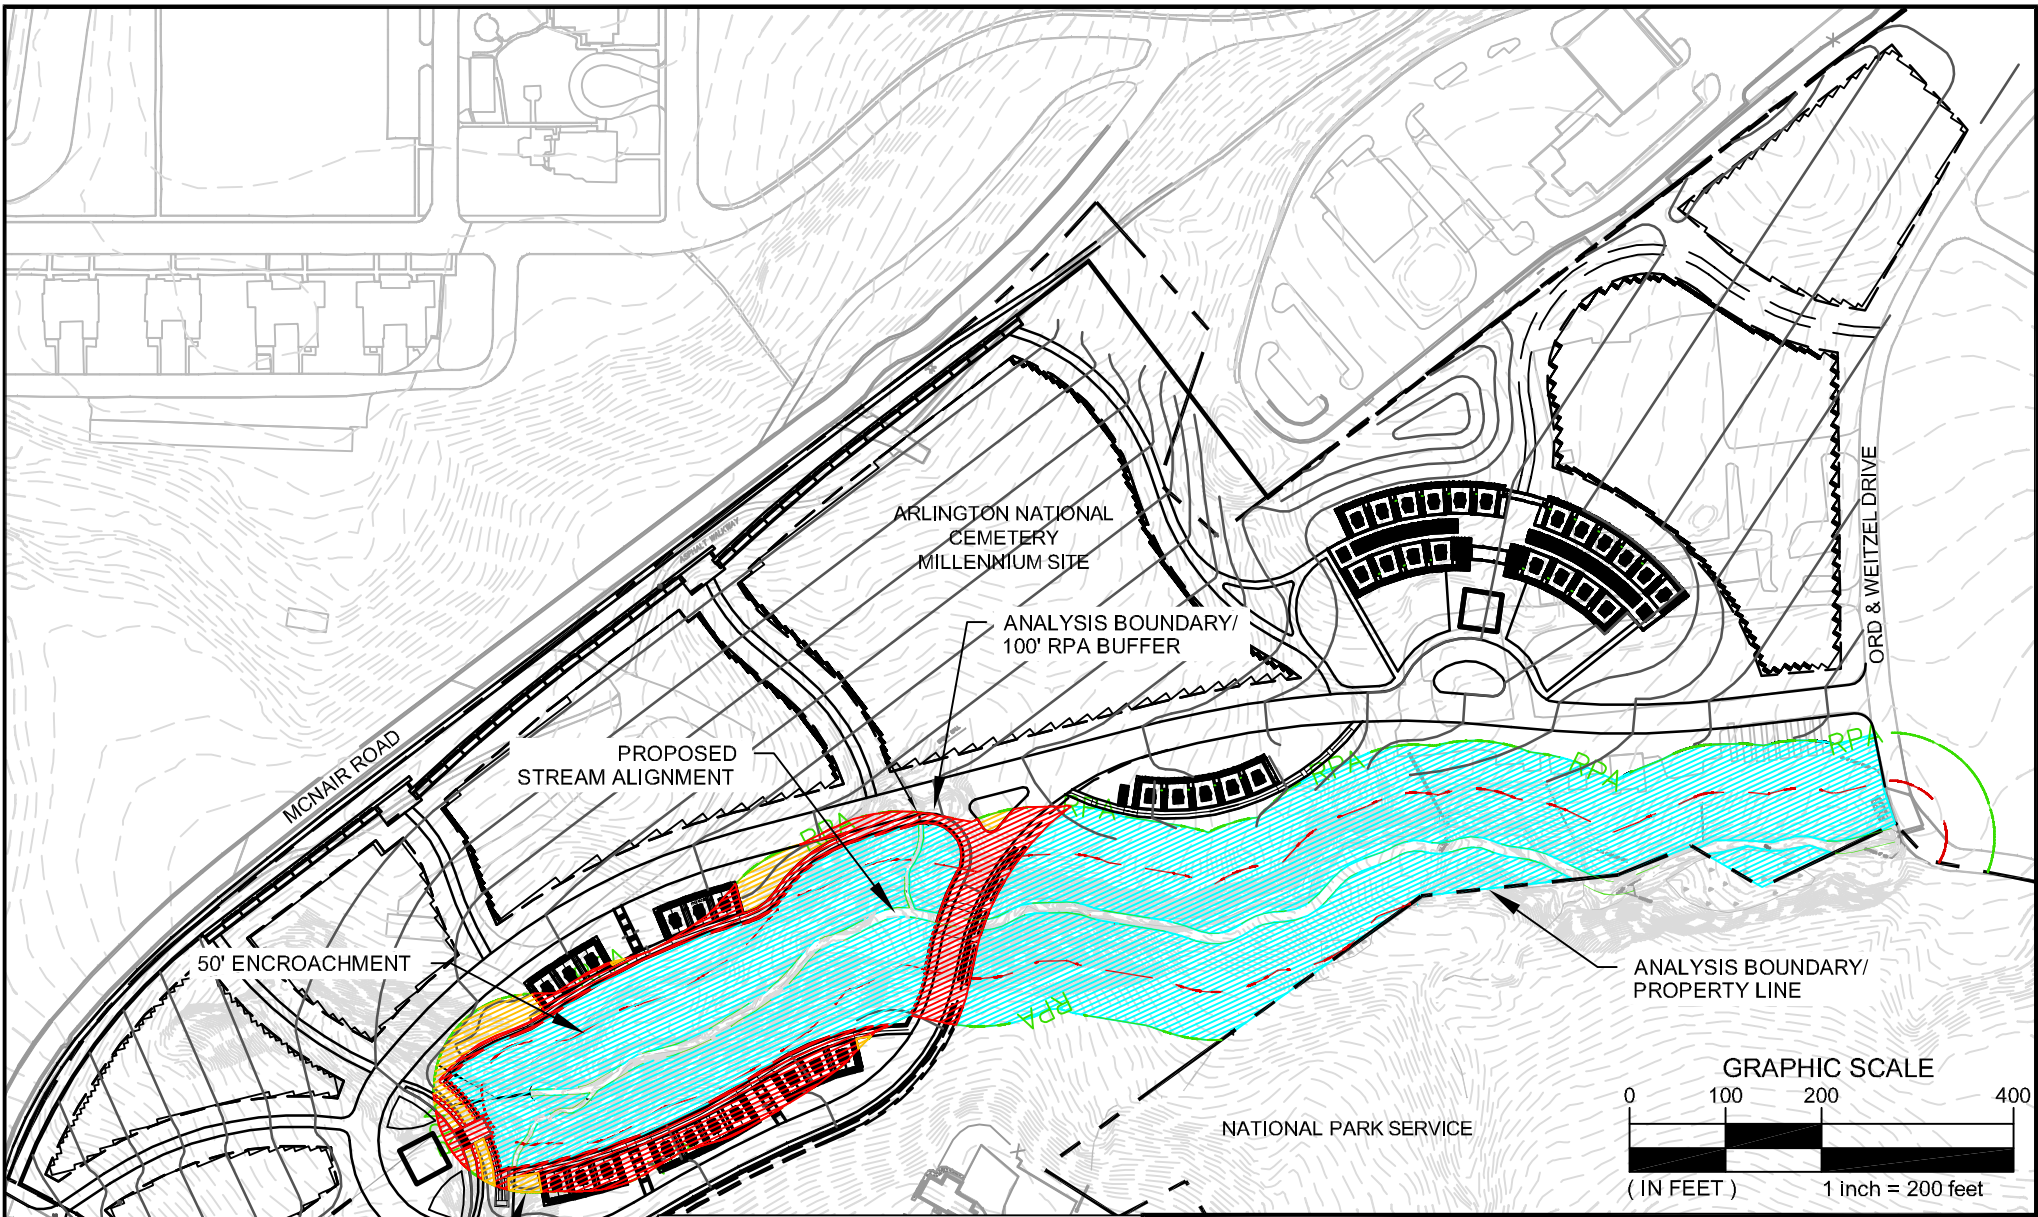 ARLINGTON NATIONAL
CEMETERY
MILLENNIUM SITE
ASPHALT WALKWAY
ORD & WEITZEL DRIVE
ANALYSIS BOUNDARY/
100' RPA BUFFER
PROPOSED
STREAM ALIGNMENT
MCNAIR ROAD
RPA
RPA
RPA
RPA
RPA
RPA
50' ENCROACHMENT
ANALYSIS BOUNDARY/
PROPERTY LINE
NATIONAL PARK SERVICE
GRAPHIC SCALE
0 100 200 400
( IN FEET )
1 inch = 200 feet